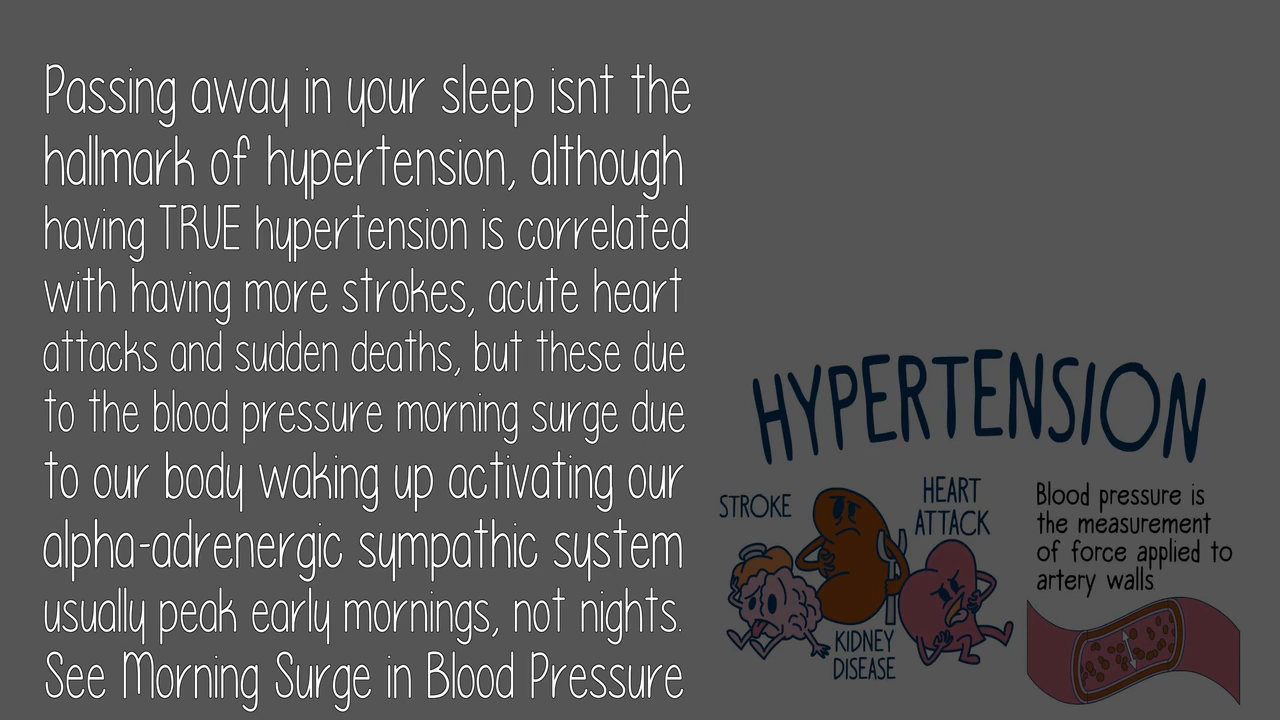 Passing away in your sleep isnt the
hallmark of hypertension, although
having TRUE hypertension is correlated
with having more strokes, acute heart
attacks and sudden deaths, but these due
to the blood pressure morning surge due
to our body waking up activating our
alpha-adrenergic sympathic system
usually peak early mornings, not nights.
See Morning Surge in Blood Pressure
HYPERTENSION
STROKE
HEART
ATTACK
KIDNEY
DISEASE
Blood pressure is
the measurement
of force applied to
artery walls